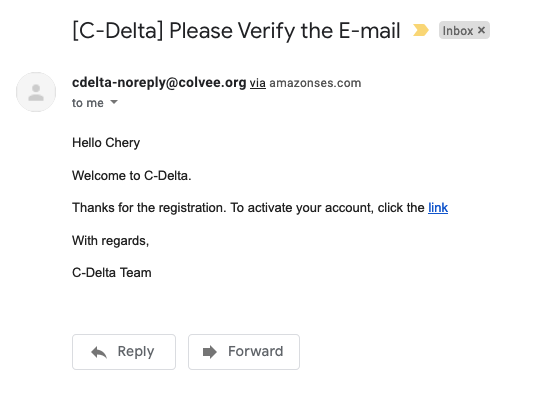 [C-Delta] Please Verify the E-mail Inbox ×
cdelta-noreply@colvee.org via amazonses.com
to me
Hello Chery
Welcome to C-Delta.
Thanks for the registration. To activate your account, click the link
With regards,
C-Delta Team
Reply Forward